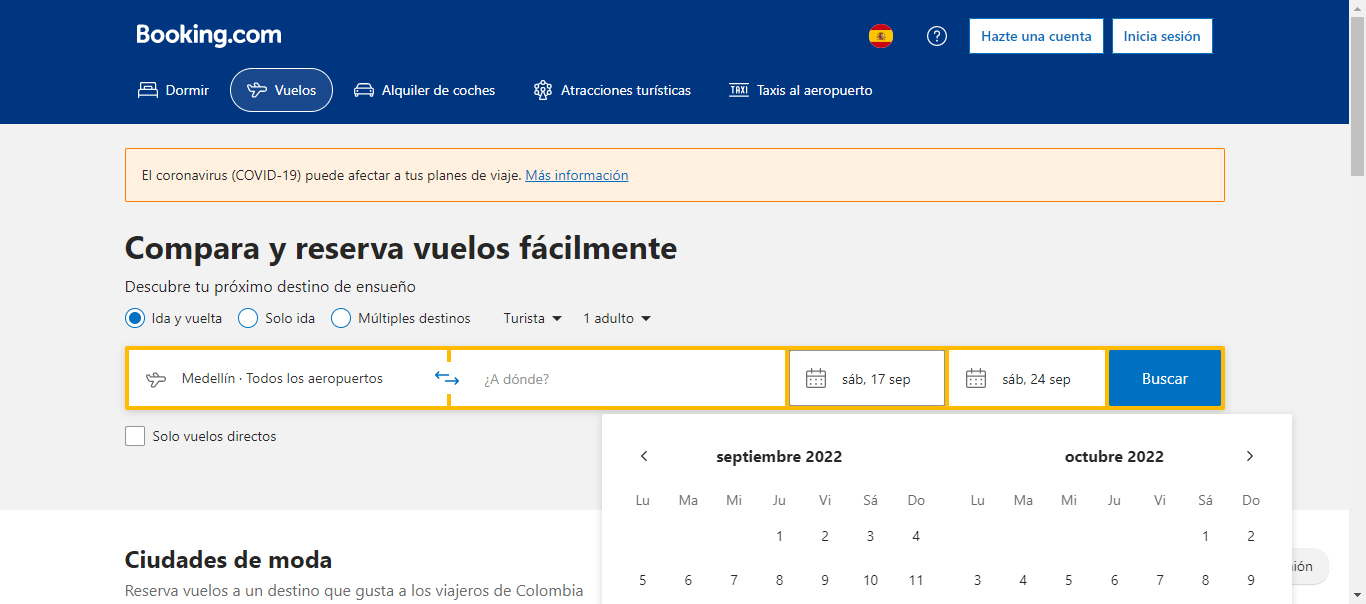 Booking.com
Hazte una cuenta
Inicia sesión
Dormir
Vuelos
Alquiler de coches
Atracciones turísticas
TAXI Taxis al aeropuerto
El coronavirus (COVID-19) puede afectar a tus planes de viaje. Más información
Compara y reserva vuelos fácilmente
Descubre tu próximo destino de ensueño
Ida y vuelta Solo ida Múltiples destinos Turista 1 adulto
Medellín · Todos los aeropuertos ¿A dónde? sáb, 17 sep sáb, 24 sep Buscar
Solo vuelos directos
septiembre 2022 octubre 2022
Lu Ma Mi Ju Vi Sá Do Lu Ma Mi Ju Vi Sá Do
1 2 3 4 1 2
5 6 7 8 9 10 11 3 4 5 6 7 8 9
Ciudades de moda
Reserva vuelos a un destino que gusta a los viajeros de Colombia